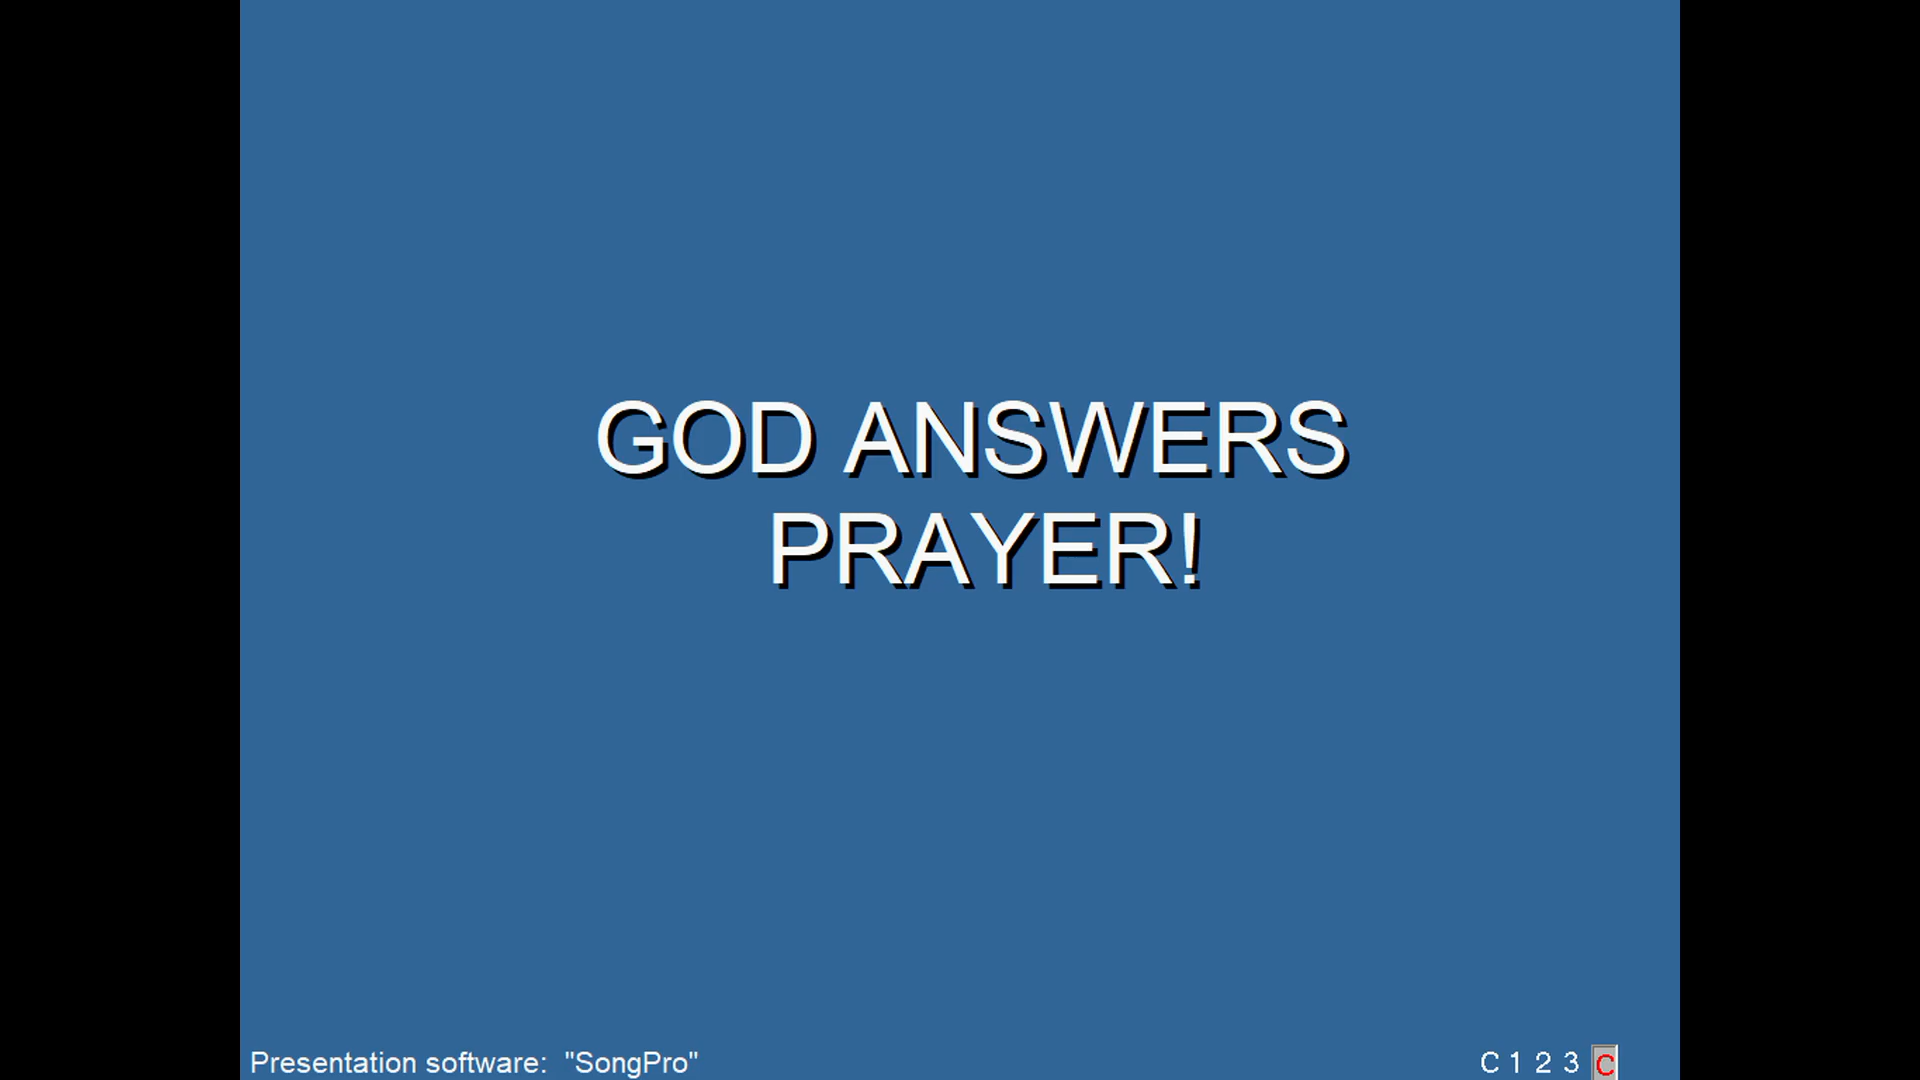 GOD ANSWERS
PRAYER!
Presentation software: "SongPro"
C 1 2 3 C